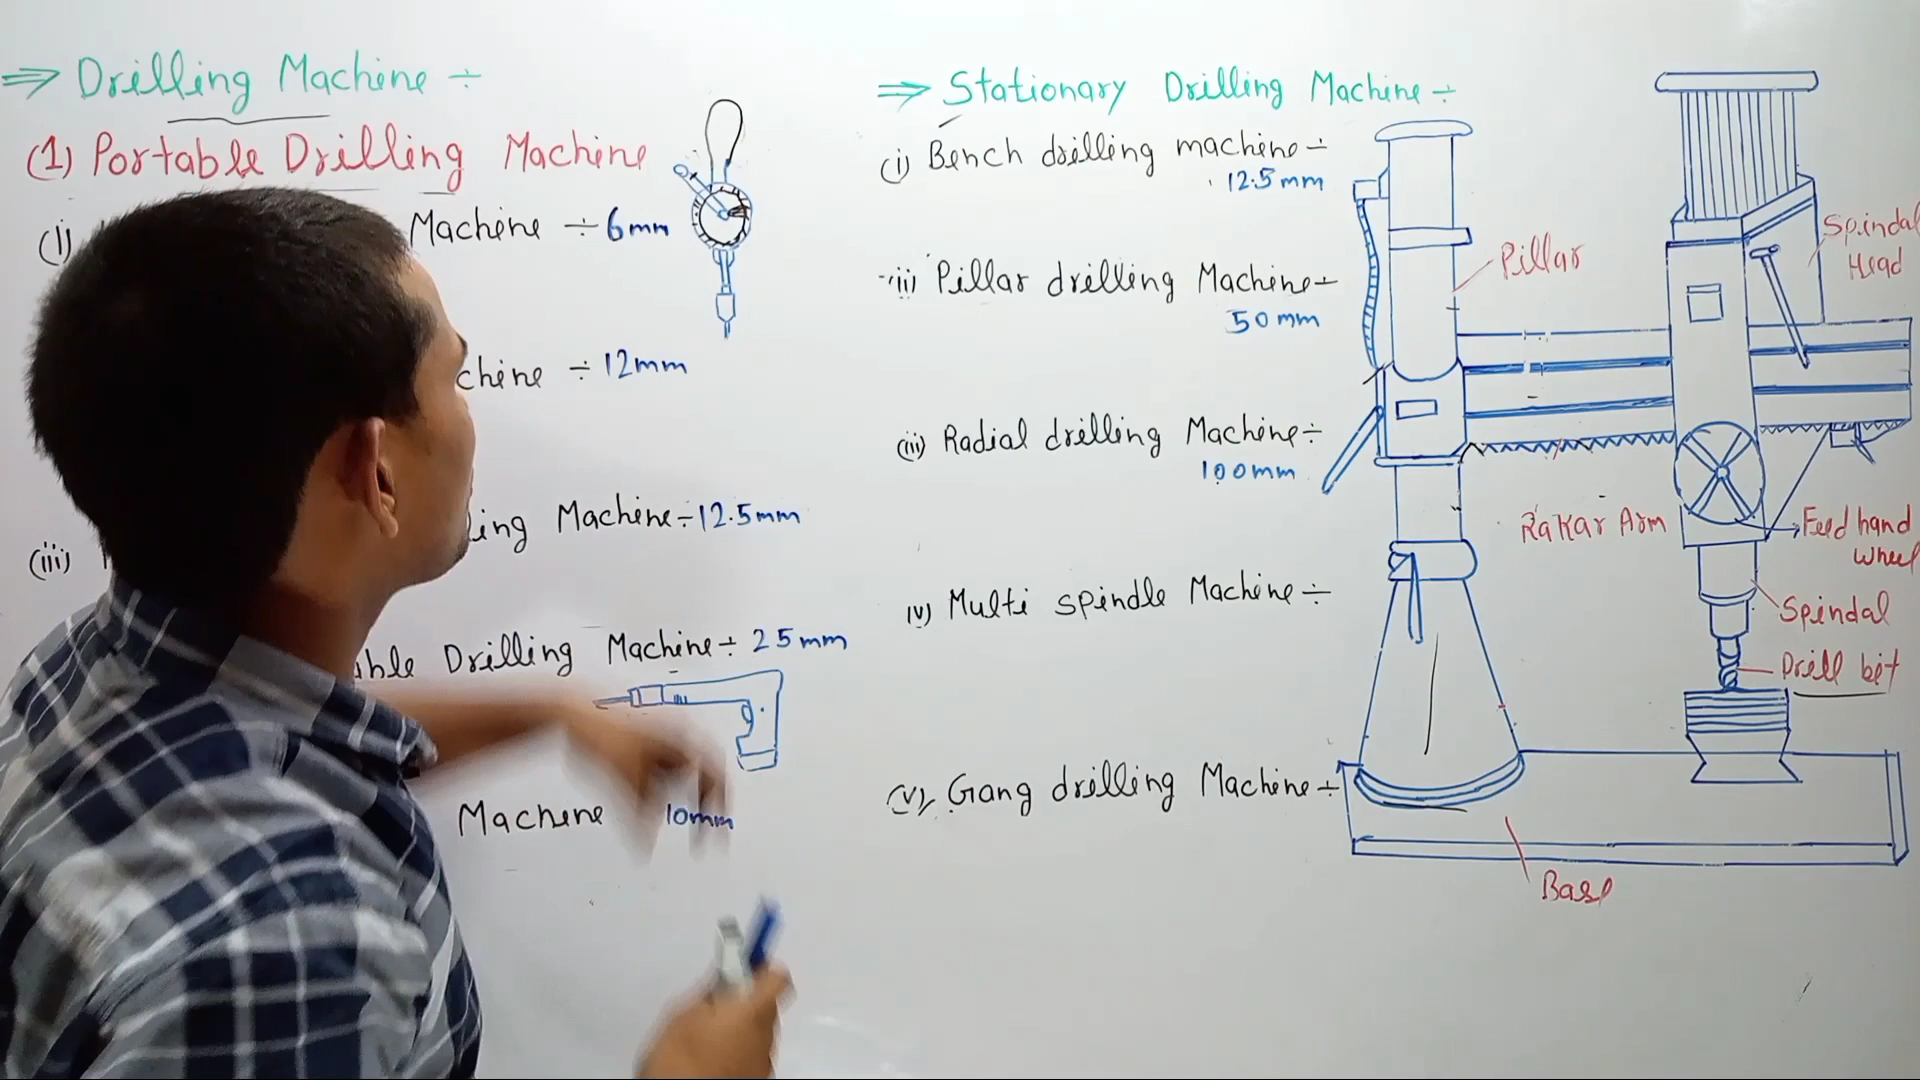 ⇒ Drilling Machine ÷
(1) Portable Drilling Machine
(i) Machine ÷ 6mm
chine ÷ 12mm
(iii) ling Machine ÷ 12.5mm
able Drilling Machine ÷ 25mm
Machine 10mm
⇒ Stationary Drilling Machine ÷
(i) Bench drilling machine ÷
12.5mm
(ii) Pillar drilling Machine ÷
50mm
(iii) Radial drilling Machine ÷
100mm
iv) Multi spindle Machine ÷
(v) Gang drilling Machine ÷
Pillar
Spindal
Head
Rakar Arm
Feed hand
wheel
Spindal
Drill bit
Base